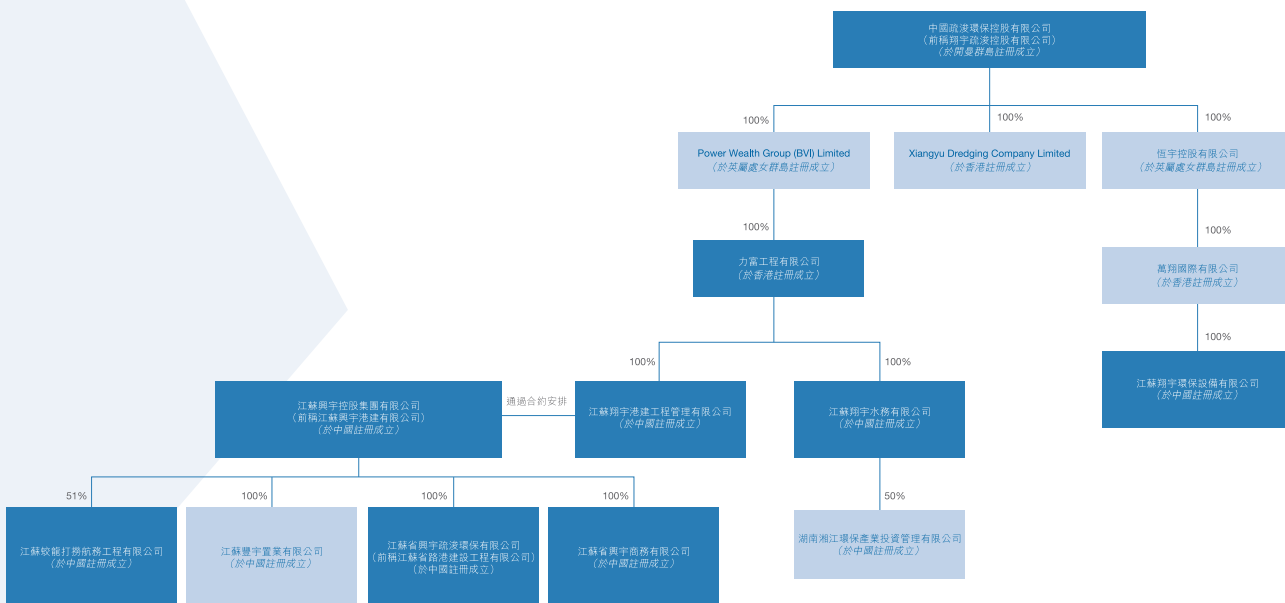 中國疏浚環保控股有限公司
（前稱翔宇疏浚控股有限公司）
（於開曼群島註冊成立）
100%
100%
100%
Power Wealth Group (BVI) Limited
（於英屬處女群島註冊成立）
Xiangyu Dredging Company Limited
（於香港註冊成立）
恆宇控股有限公司
（於英屬處女群島註冊成立）
100%
100%
力富工程有限公司
（於香港註冊成立）
萬翔國際有限公司
（於香港註冊成立）
100%
100%
100%
江蘇興宇控股集團有限公司
（前稱江蘇興宇港建有限公司）
（於中國註冊成立）
通過合約安排
江蘇翔宇港建工程管理有限公司
（於中國註冊成立）
江蘇翔宇水務有限公司
（於中國註冊成立）
江蘇翔宇環保設備有限公司
（於中國註冊成立）
51%
100%
100%
100%
50%
江蘇蛟龍打撈航務工程有限公司
（於中國註冊成立）
江蘇豐宇置業有限公司
（於中國註冊成立）
江蘇省興宇疏浚環保有限公司
（前稱江蘇省路港建設工程有限公司）
（於中國註冊成立）
江蘇省興宇商務有限公司
（於中國註冊成立）
湖南湘江環保產業投資管理有限公司
（於中國註冊成立）